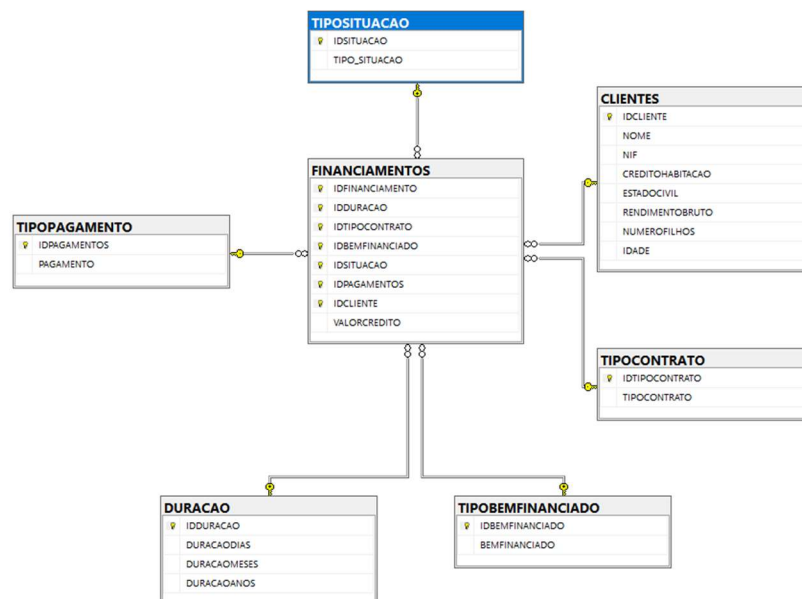 TIPOSITUACAO
IDSITUACAO
TIPO_SITUACAO
CLIENTES
IDCLIENTE
NOME
NIF
CREDITOHABITACAO
ESTADOCIVIL
RENDIMENTOBRUTO
NUMEROFILHOS
IDADE
FINANCIAMENTOS
IDFINANCIAMENTO
IDDURACAO
IDTIPOCONTRATO
IDBEMFINANCIADO
IDSITUACAO
IDPAGAMENTOS
IDCLIENTE
VALORCREDITO
TIPOPAGAMENTO
IDPAGAMENTOS
PAGAMENTO
TIPOCONTRATO
IDTIPOCONTRATO
TIPOCONTRATO
DURACAO
IDDURACAO
DURACAODIAS
DURACAOMESES
DURACAOANOS
TIPOBEMFINANCIADO
IDBEMFINANCIADO
BEMFINANCIADO